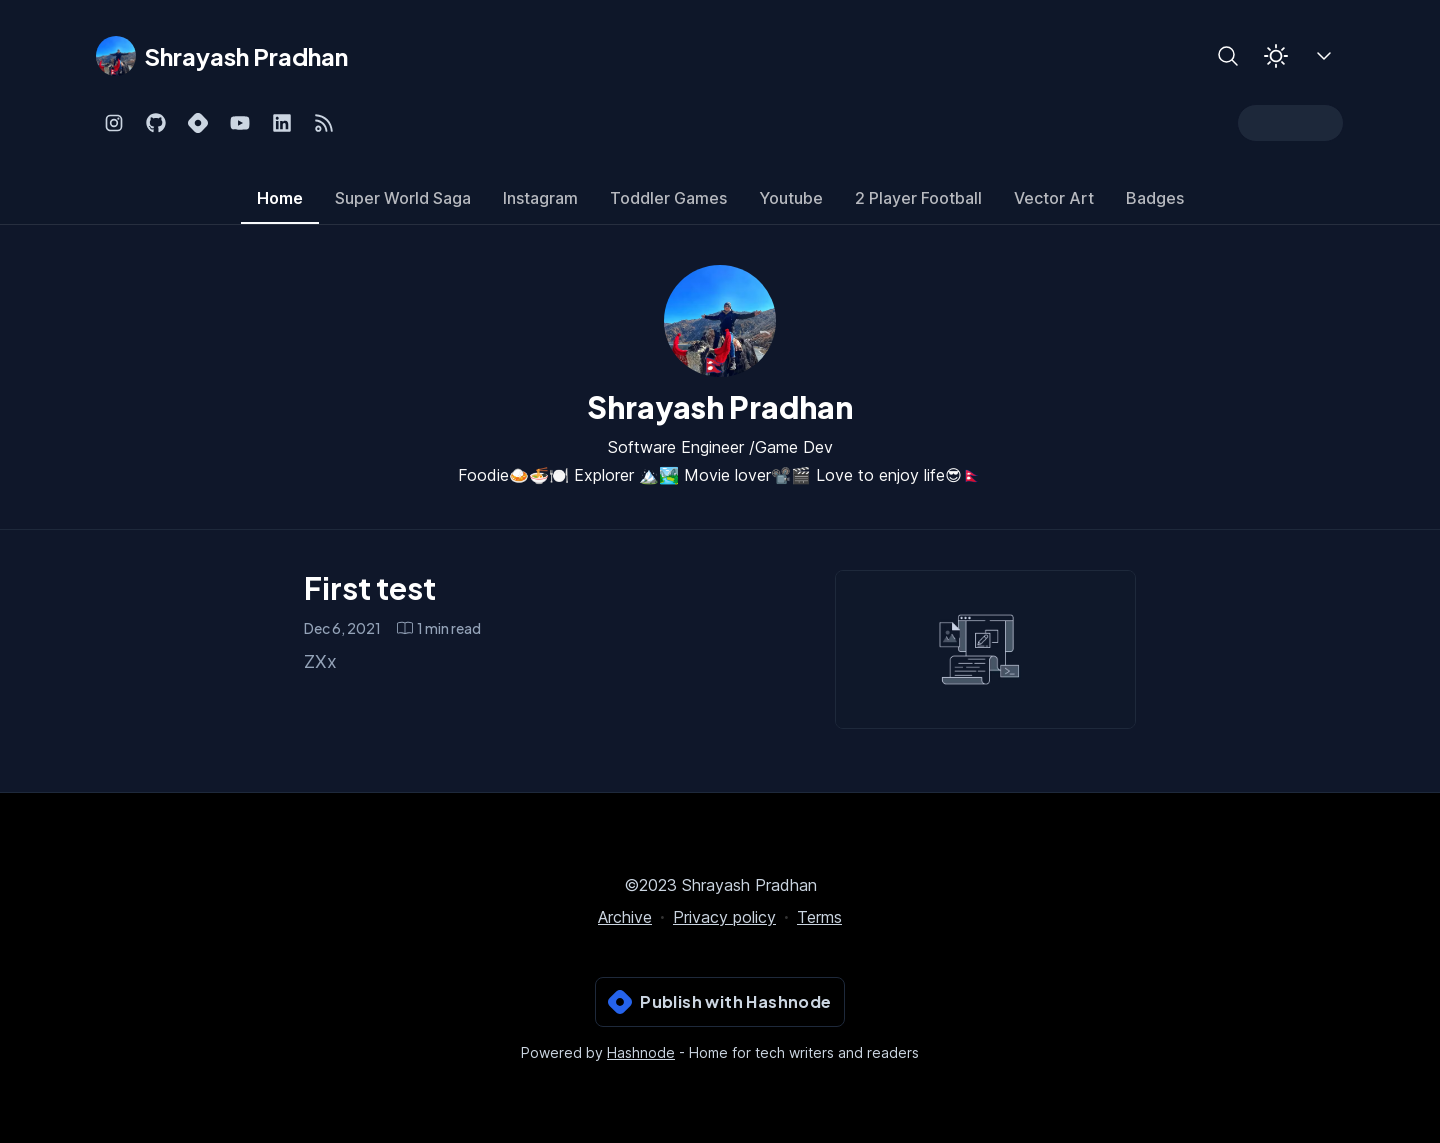 Shrayash Pradhan
Home Super World Saga Instagram Toddler Games Youtube 2 Player Football Vector Art Badges
Shrayash Pradhan
Software Engineer /Game Dev
Foodie🍛🍜🍽️ Explorer 🏔️🏞️ Movie lover📽️🎬 Love to enjoy life😎🇳🇵
First test
Dec 6, 2021 1 min read
ZXx
©2023 Shrayash Pradhan
Archive · Privacy policy · Terms
Publish with Hashnode
Powered by Hashnode - Home for tech writers and readers